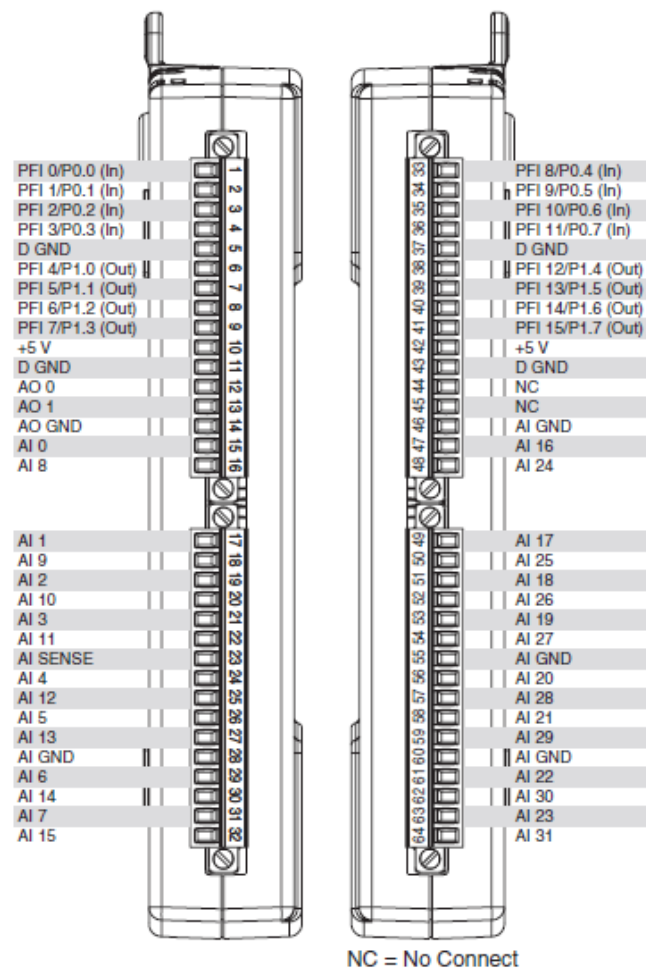 PFI 0/P0.0 (In) 1
PFI 1/P0.1 (In) 2
PFI 2/P0.2 (In) 3
PFI 3/P0.3 (In) 4
D GND 5
PFI 4/P1.0 (Out) 6
PFI 5/P1.1 (Out) 7
PFI 6/P1.2 (Out) 8
PFI 7/P1.3 (Out) 9
+5 V 10
D GND 11
AO 0 12
AO 1 13
AO GND 14
AI 0 15
AI 8 16
AI 1 17
AI 9 18
AI 2 19
AI 10 20
AI 3 21
AI 11 22
AI SENSE 23
AI 4 24
AI 12 25
AI 5 26
AI 13 27
AI GND 28
AI 6 29
AI 14 30
AI 7 31
AI 15 32
33 PFI 8/P0.4 (In)
34 PFI 9/P0.5 (In)
35 PFI 10/P0.6 (In)
36 PFI 11/P0.7 (In)
37 D GND
38 PFI 12/P1.4 (Out)
39 PFI 13/P1.5 (Out)
40 PFI 14/P1.6 (Out)
41 PFI 15/P1.7 (Out)
42 +5 V
43 D GND
44 NC
45 NC
46 AI GND
47 AI 16
48 AI 24
49 AI 17
50 AI 25
51 AI 18
52 AI 26
53 AI 19
54 AI 27
55 AI GND
56 AI 20
57 AI 28
58 AI 21
59 AI 29
60 AI GND
61 AI 22
62 AI 30
63 AI 23
64 AI 31
NC = No Connect